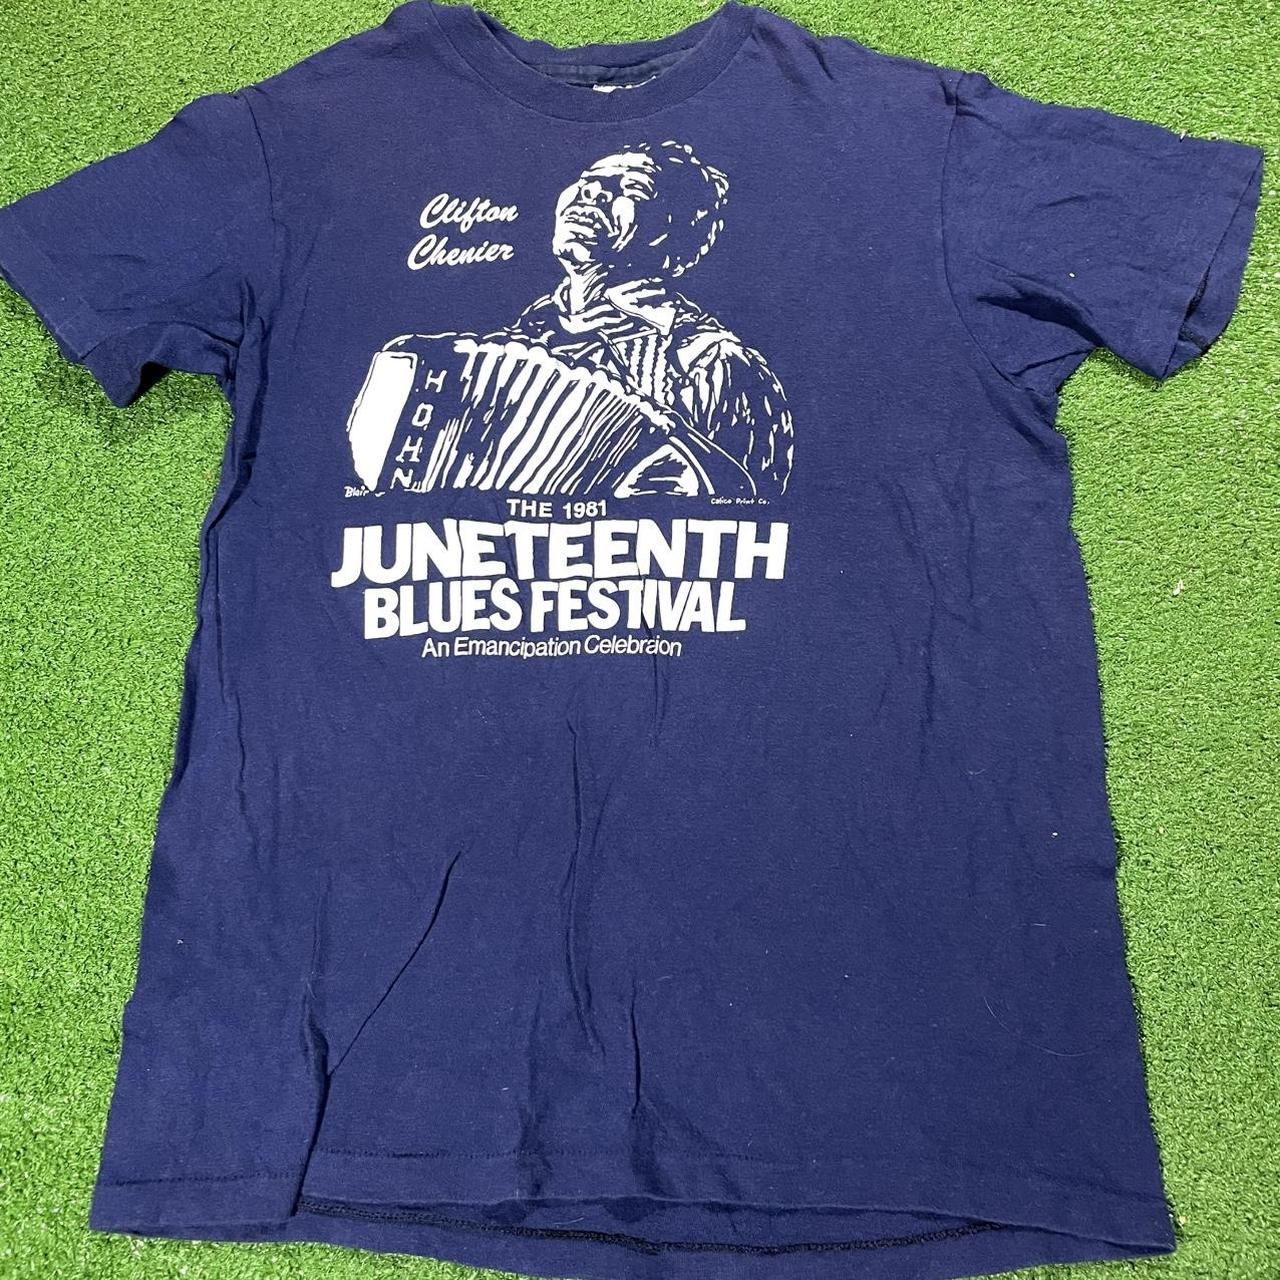 Clifton
Chenier
HOHN
Blair
Calico Print Co.
THE 1981
JUNETEENTH
BLUES FESTIVAL
An Emancipation Celebraion